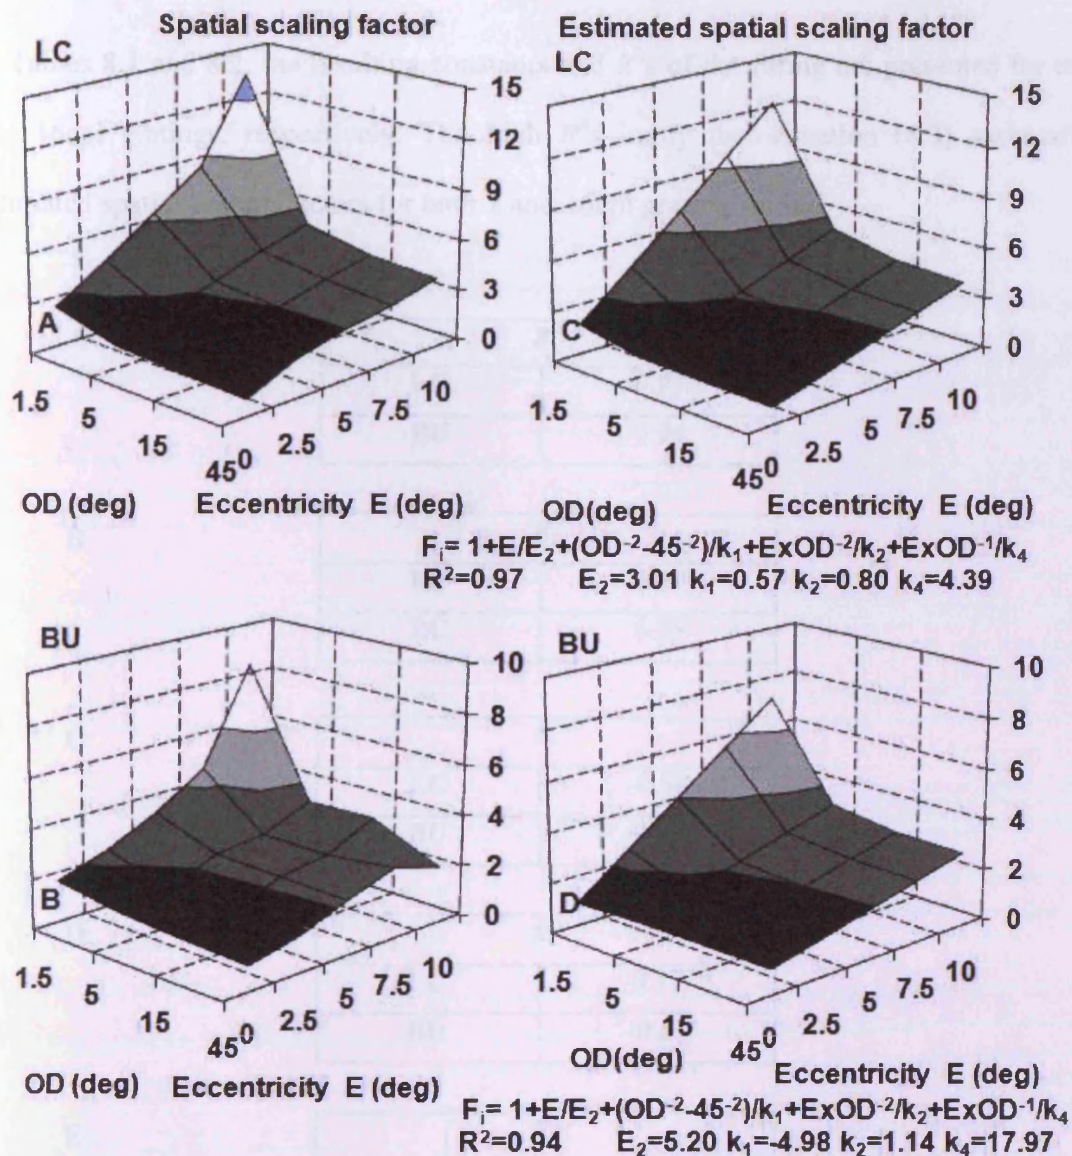 Spatial scaling factor
Estimated spatial scaling factor
LC
LC
15
12
9
6
3
0
15
12
9
6
3
0
A
C
1.5
5
15
45
0
2.5
5
7.5
10
1.5
5
15
45
0
2.5
5
7.5
10
OD (deg)
Eccentricity E (deg)
OD(deg)
Eccentricity E (deg)
Fᵢ= 1+E/E₂+(OD⁻²-45⁻²)/k₁+ExOD⁻²/k₂+ExOD⁻¹/k₄
R²=0.97 E₂=3.01 k₁=0.57 k₂=0.80 k₄=4.39
BU
BU
10
8
6
4
2
0
10
8
6
4
2
0
B
D
1.5
5
15
45
0
2.5
5
7.5
10
1.5
5
15
45
0
2.5
5
7.5
10
OD (deg)
Eccentricity E (deg)
OD(deg)
Eccentricity E (deg)
Fᵢ= 1+E/E₂+(OD⁻²-45⁻²)/k₁+ExOD⁻²/k₂+ExOD⁻¹/k₄
R²=0.94 E₂=5.20 k₁=-4.98 k₂=1.14 k₄=17.97